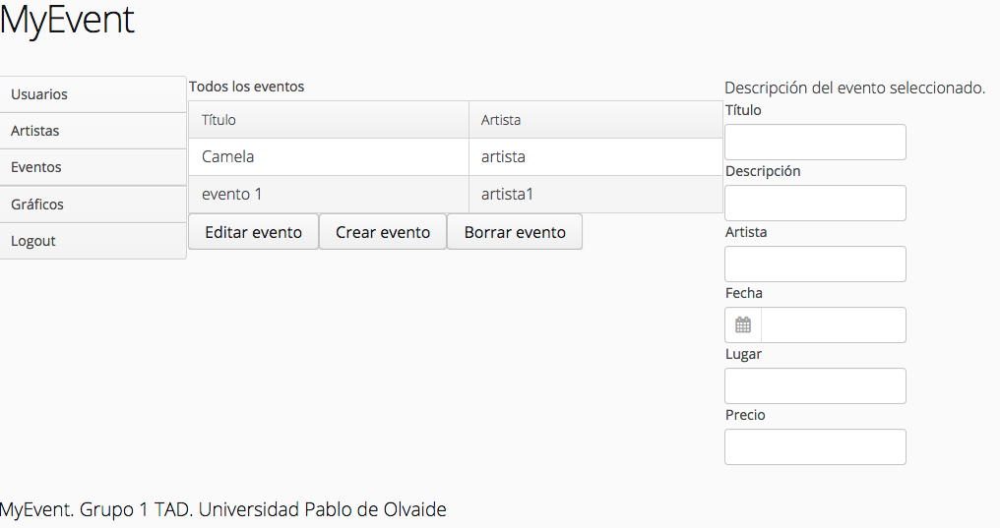 MyEvent
Usuarios
Artistas
Eventos
Gráficos
Logout
Todos los eventos
Título Artista
Camela artista
evento 1 artista1
Editar evento Crear evento Borrar evento
Descripción del evento seleccionado.
Título
Descripción
Artista
Fecha
Lugar
Precio
MyEvent. Grupo 1 TAD. Universidad Pablo de Olvaide